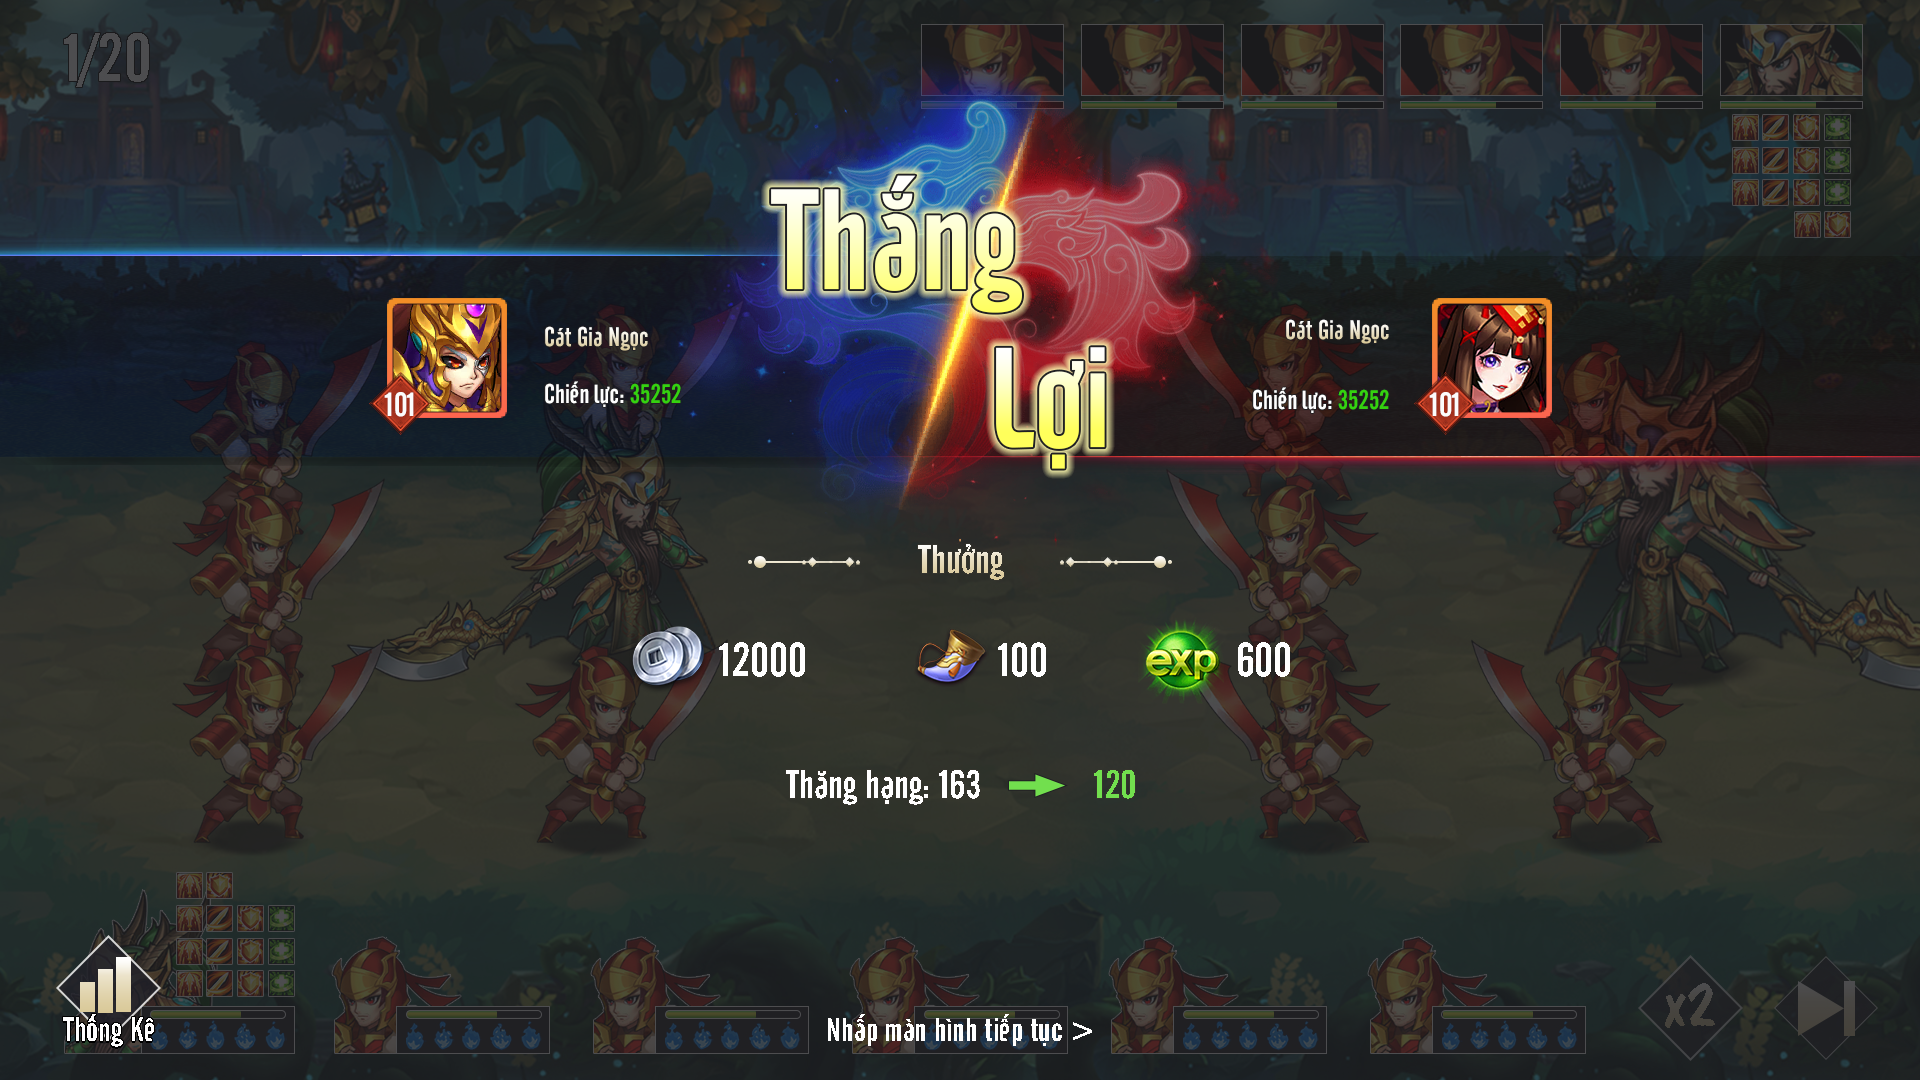 1/20
Thắng
Lợi
101
Cát Gia Ngọc
Chiến lực: 35252
Cát Gia Ngọc
Chiến lực: 35252
101
Thưởng
12000
100
exp 600
Thăng hạng: 163 120
Thống Kê
Nhấp màn hình tiếp tục >
x2